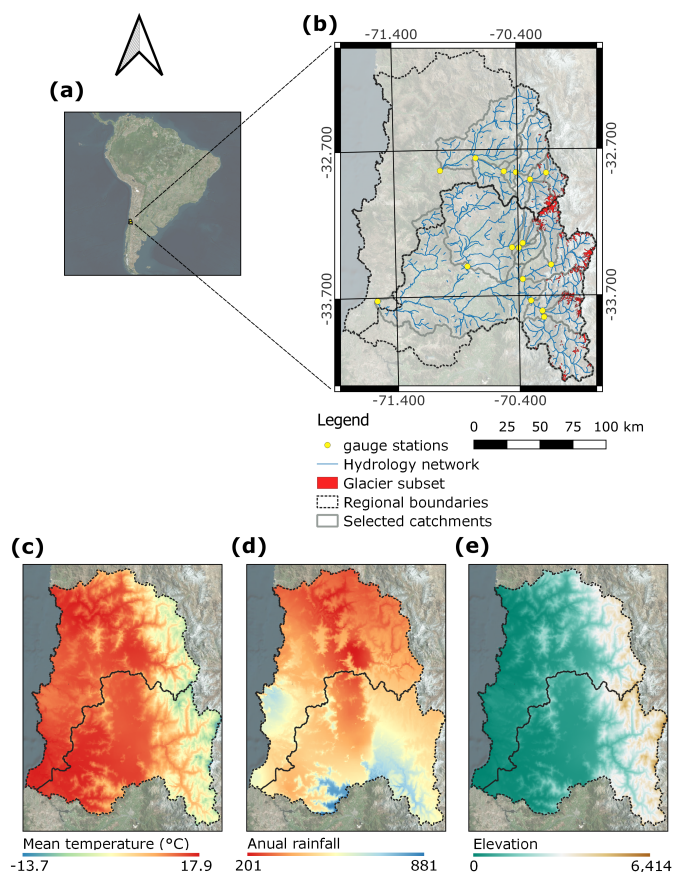 (a)
(b)
-71.400
-70.400
-32.700
-32.700
-33.700
-33.700
-71.400
-70.400
Legend
gauge stations
Hydrology network
Glacier subset
Regional boundaries
Selected catchments
0 25 50 75 100 km
(c)
(d)
(e)
Mean temperature (°C)
-13.7 17.9
Anual rainfall
201 881
Elevation
0 6,414